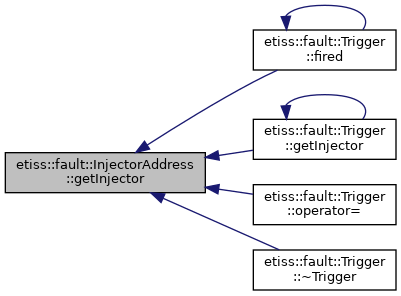 etiss::fault::Trigger
::fired
etiss::fault::Trigger
::getInjector
etiss::fault::InjectorAddress
::getInjector
etiss::fault::Trigger
::operator=
etiss::fault::Trigger
::~Trigger